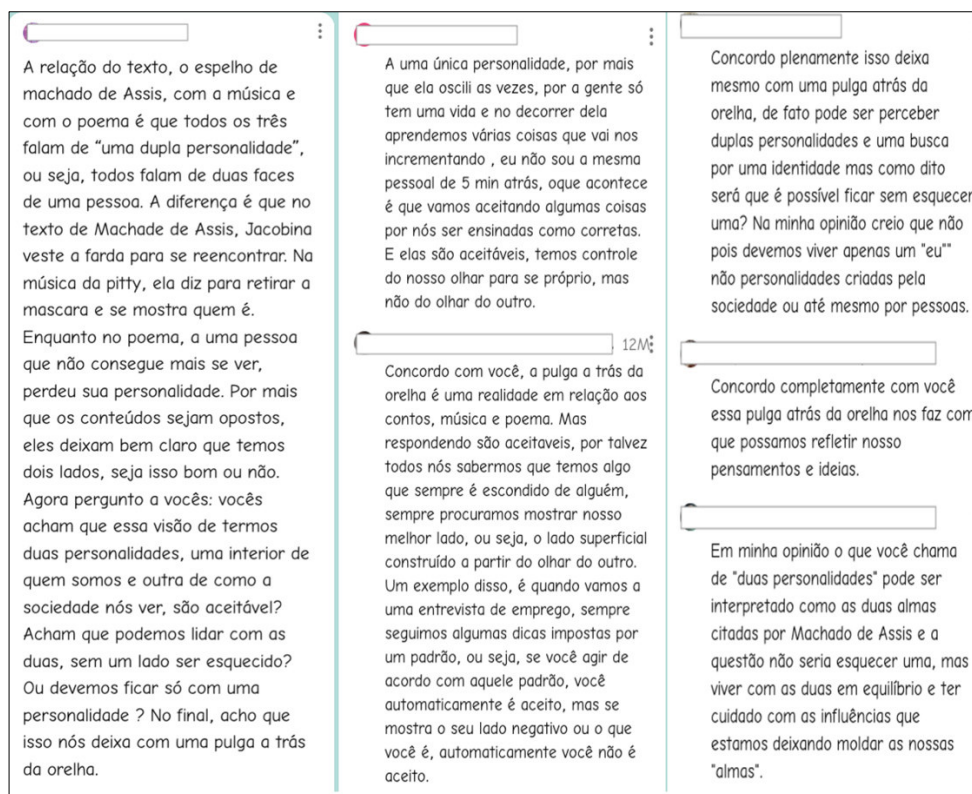 A relação do texto, o espelho de
machado de Assis, com a música e
com o poema é que todos os três
falam de "uma dupla personalidade",
ou seja, todos falam de duas faces
de uma pessoa. A diferença é que no
texto de Machade de Assis, Jacobina
veste a farda para se reencontrar. Na
música da pitty, ela diz para retirar a
mascara e se mostra quem é.
Enquanto no poema, a uma pessoa
que não consegue mais se ver,
perdeu sua personalidade. Por mais
que os conteúdos sejam opostos,
eles deixam bem claro que temos
dois lados, seja isso bom ou não.
Agora pergunto a vocês: vocês
acham que essa visão de termos
duas personalidades, uma interior de
quem somos e outra de como a
sociedade nós ver, são aceitável?
Acham que podemos lidar com as
duas, sem um lado ser esquecido?
Ou devemos ficar só com uma
personalidade ? No final, acho que
isso nós deixa com uma pulga a trás
da orelha.
A uma única personalidade, por mais
que ela oscili as vezes, por a gente só
tem uma vida e no decorrer dela
aprendemos várias coisas que vai nos
incrementando , eu não sou a mesma
pessoal de 5 min atrás, oque acontece
é que vamos aceitando algumas coisas
por nós ser ensinadas como corretas.
E elas são aceitáveis, temos controle
do nosso olhar para se próprio, mas
não do olhar do outro.
12M
Concordo com você, a pulga a trás da
orelha é uma realidade em relação aos
contos, música e poema. Mas
respondendo são aceitaveis, por talvez
todos nós sabermos que temos algo
que sempre é escondido de alguém,
sempre procuramos mostrar nosso
melhor lado, ou seja, o lado superficial
construído a partir do olhar do outro.
Um exemplo disso, é quando vamos a
uma entrevista de emprego, sempre
seguimos algumas dicas impostas por
um padrão, ou seja, se você agir de
acordo com aquele padrão, você
automaticamente é aceito, mas se
mostra o seu lado negativo ou o que
você é, automaticamente você não é
aceito.
Concordo plenamente isso deixa
mesmo com uma pulga atrás da
orelha, de fato pode ser perceber
duplas personalidades e uma busca
por uma identidade mas como dito
será que é possível ficar sem esquecer
uma? Na minha opinião creio que não
pois devemos viver apenas um "eu""
não personalidades criadas pela
sociedade ou até mesmo por pessoas.
Concordo completamente com você
essa pulga atrás da orelha nos faz com
que possamos refletir nosso
pensamentos e ideias.
Em minha opinião o que você chama
de "duas personalidades" pode ser
interpretado como as duas almas
citadas por Machado de Assis e a
questão não seria esquecer uma, mas
viver com as duas em equilíbrio e ter
cuidado com as influências que
estamos deixando moldar as nossas
"almas".